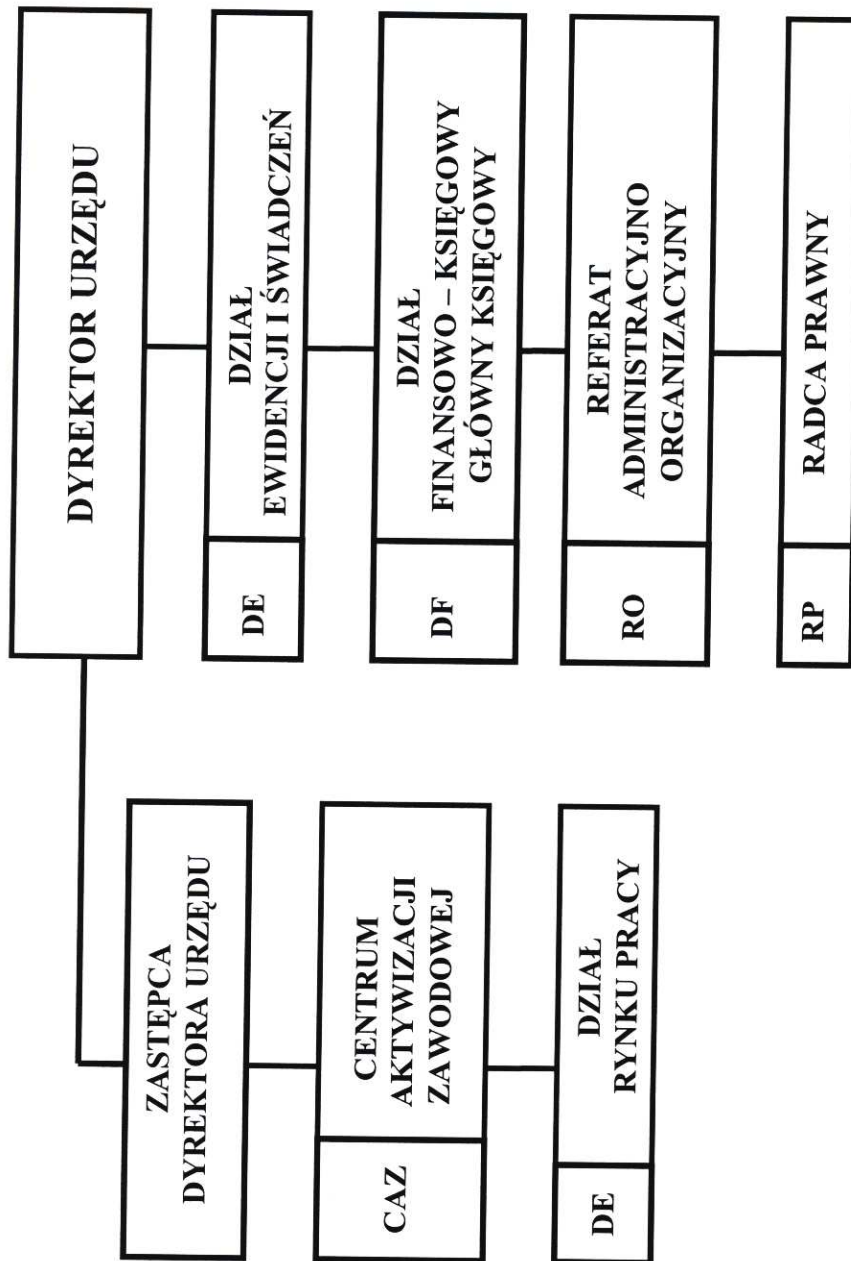 DYREKTOR URZĘDU
ZASTĘPCA
DYREKTORA URZĘDU
CAZ
CENTRUM
AKTYWIZACJI
ZAWODOWEJ
DE
DZIAŁ
RYNKU PRACY
DE
DZIAŁ
EWIDENCJI I ŚWIADCZEŃ
DF
DZIAŁ
FINANSOWO – KSIĘGOWY
GŁÓWNY KSIĘGOWY
RO
REFERAT
ADMINISTRACYJNO
ORGANIZACYJNY
RP
RADCA PRAWNY